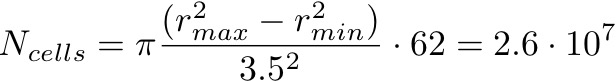 $N_{cells} = \pi \frac{(r_{max}^2 - r_{min}^2)}{3.5^2} \cdot 62 = 2.6 \cdot 10^7$